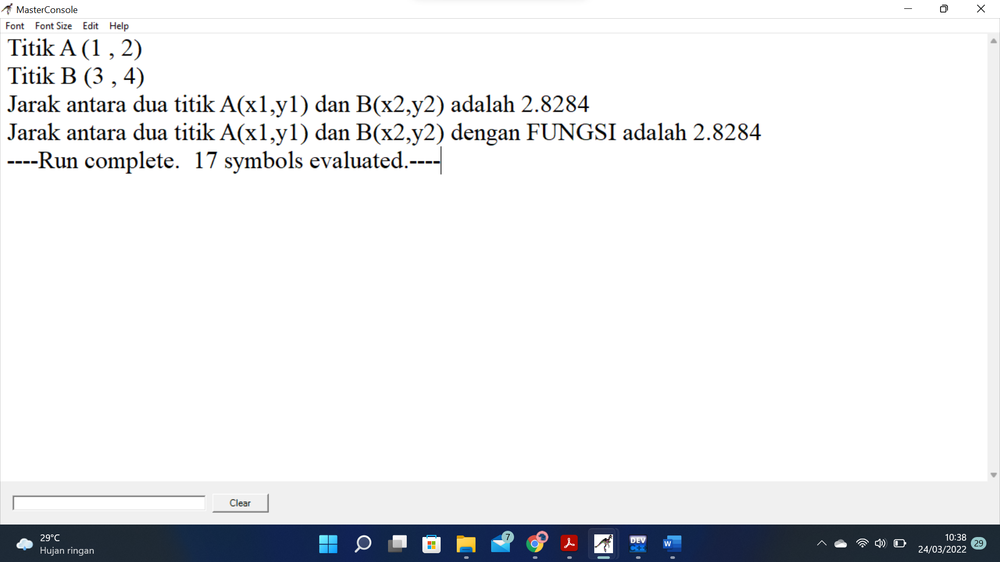 MasterConsole
Font Font Size Edit Help
Titik A (1 , 2)
Titik B (3 , 4)
Jarak antara dua titik A(x1,y1) dan B(x2,y2) adalah 2.8284
Jarak antara dua titik A(x1,y1) dan B(x2,y2) dengan FUNGSI adalah 2.8284
----Run complete.  17 symbols evaluated.----
Clear
29°C
Hujan ringan
7
DEV
C++
W
10:38
24/03/2022
29